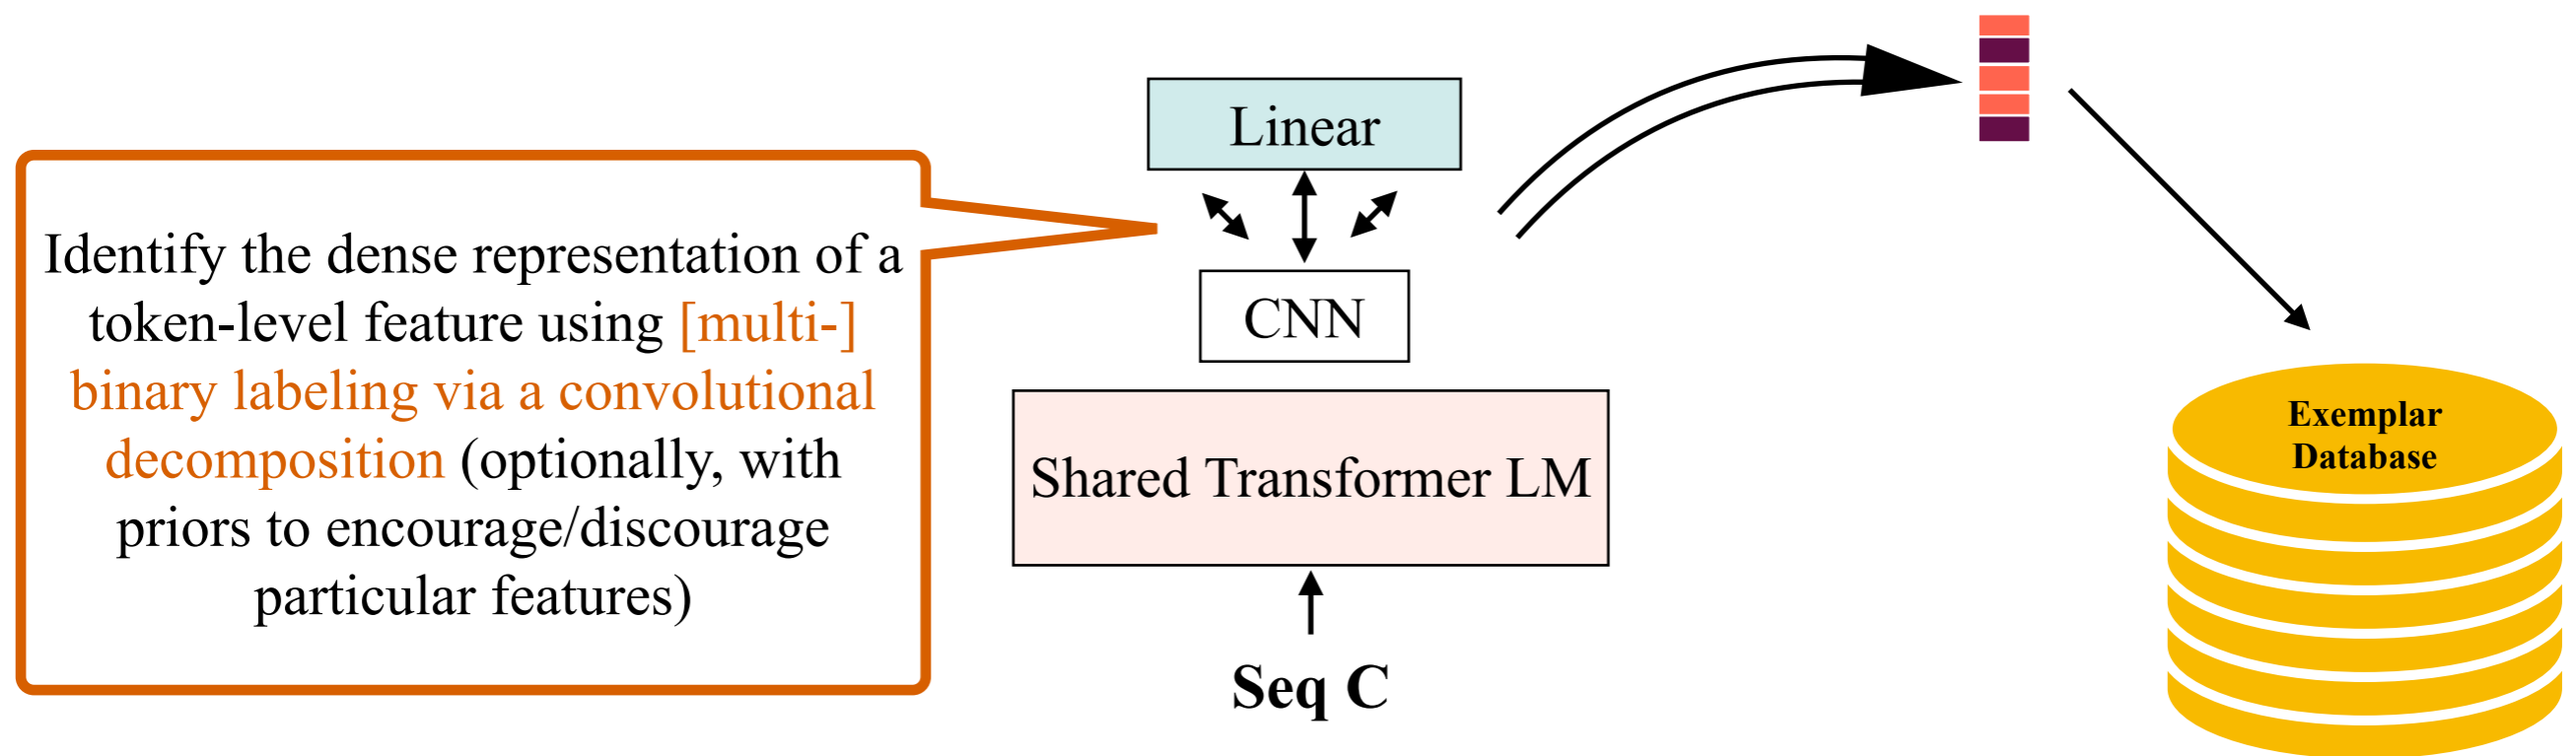 Identify the dense representation of a
token-level feature using [multi-]
binary labeling via a convolutional
decomposition (optionally, with
priors to encourage/discourage
particular features)
Linear
CNN
Shared Transformer LM
Seq C
Exemplar
Database